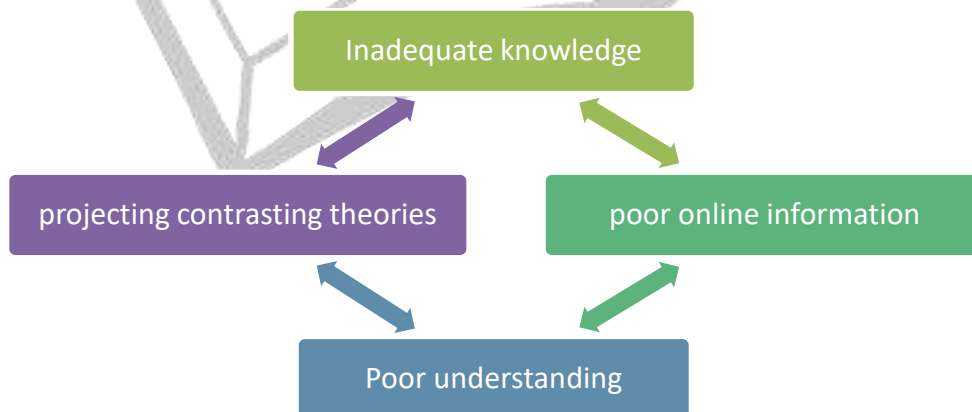 Inadequate knowledge
projecting contrasting theories
poor online information
Poor understanding